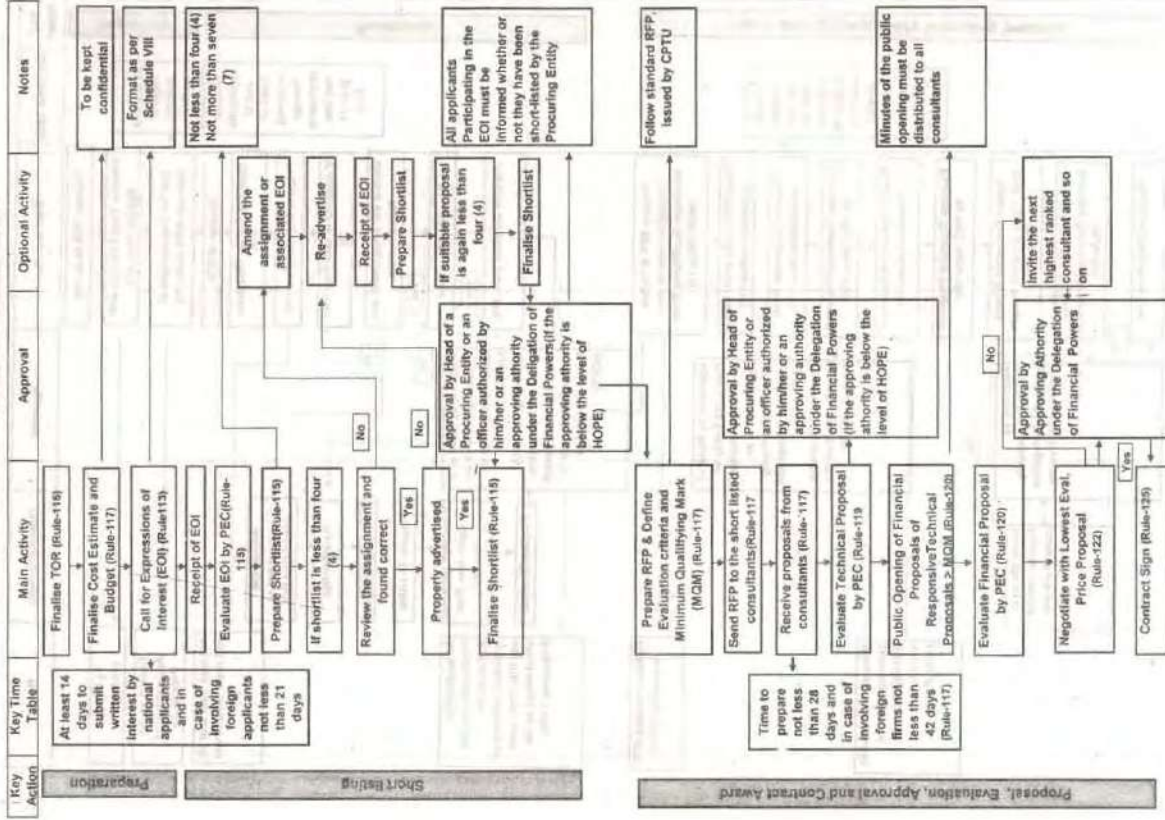 Key
Action
Key Time
Table
Main Activity
Approval
Optional Activity
Notes
Preparation
Short listing
Proposal, Evaluation, Approval and Contract Award
At least 14
days to
submit
written
Interest by
national
applicants
and in
case of
involving
foreign
applicants
not less
than 21
days
Finalise TOR (Rule-116)
Finalise Cost Estimate and
Budget (Rule-117)
Call for Expressions of
Interest (EOI) (Rule113)
Receipt of EOI
Evaluate EOI by PEC(Rule-
115)
Prepare Shortlist(Rule-115)
If shortlist is less than four
(4)
Review the assignment and
found correct
Yes
No
Properly advertised
Yes
No
Finalise Shortlist (Rule-115)
Approval by Head of a
Procuring Entity or an
officer authorized by
him/her or an
approving athority
under the Deligation of
Financial Powers(if the
approving athority is
below the level of
HOPE)
Amend the
assignment or
associated EOI
Re-advertise
Receipt of EOI
Prepare Shortlist
If suitable proposal
is again less than
four (4)
Finalise Shortlist
To be kept
confidential
Format as per
Schedule VIII
Not less than four (4)
Not more than seven
(7)
All applicants
Participating in the
EOI must be
informed whether or
not they have been
short-listed by the
Procuring Entity
Time to
prepare
not less
than 28
days and
in case of
involving
foreign
firms not
less than
42 days
(Rule-117)
Prepare RFP & Define
Evaluation criteria and
Minimum Qualifying Mark
(MQM) (Rule-117)
Send RFP to the short listed
consultants(Rule-117
Receive proposals from
consultants (Rule- 117)
Evaluate Technical Proposal
by PEC (Rule-119
Public Opening of Financial
Proposals of
ResponsiveTechnical
Proposals > MQM (Rule-120)
Evaluate Financial Proposal
by PEC (Rule-120)
Negotiate with Lowest Eval.
Price Proposal
(Rule-122)
Yes
No
Contract Sign (Rule-125)
Approval by Head of
Procuring Entity or
an officer authorized
by him/her or an
approving authority
under the Delegation
of Financial Powers
(if the approving
athority is below the
level of HOPE)
Approval by
Approving Athority
under the Delegation
of Financial Powers
Invite the next
highest ranked
consultant and so
on
Follow standard RFP,
issued by CPTU
Minutes of the public
opening must be
distributed to all
consultants